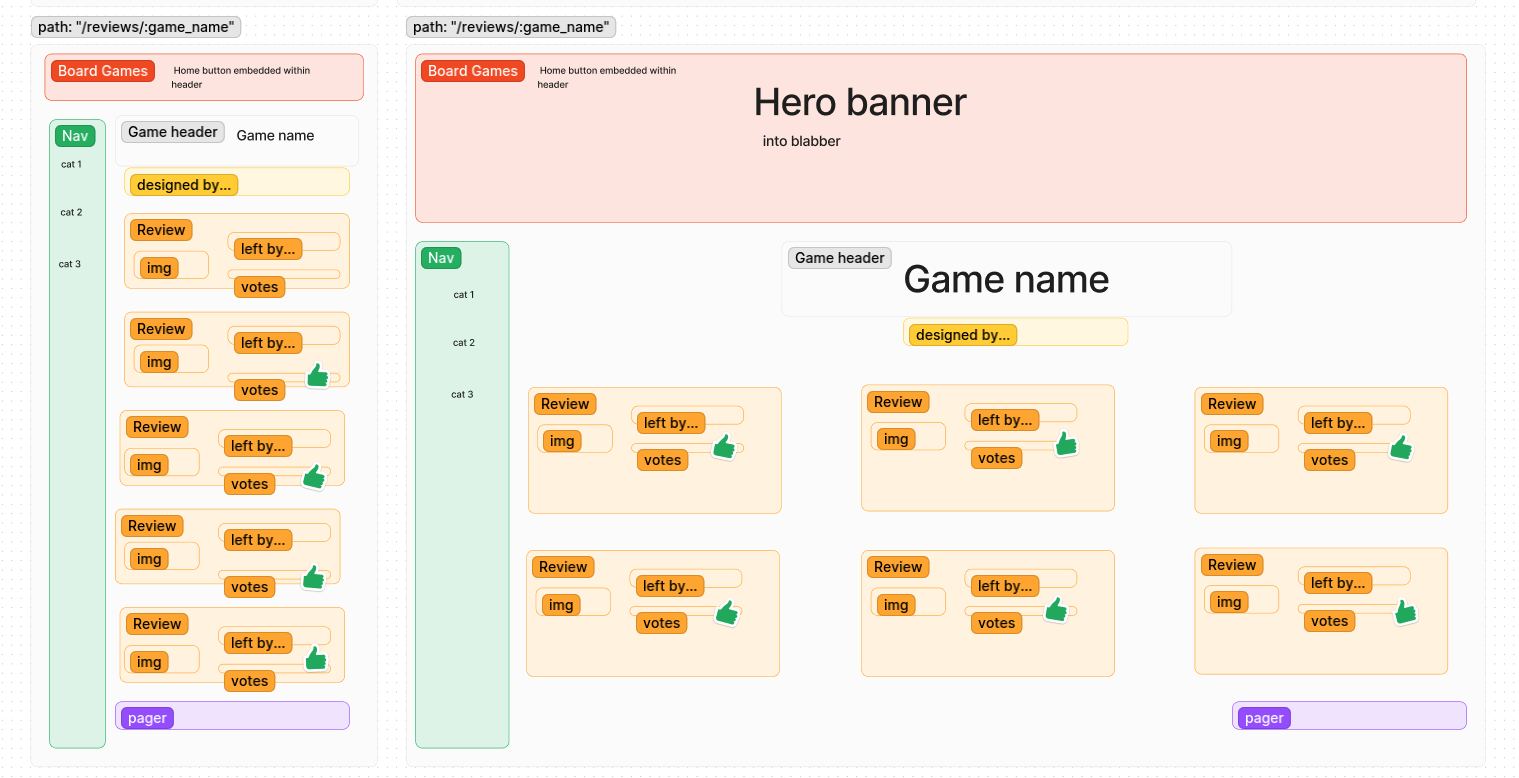 path: "/reviews/:game_name"
Board Games
Home button embedded within
header
Nav
cat 1
cat 2
cat 3
Game header
Game name
designed by...
Review
img
left by...
votes
Review
img
left by...
votes
Review
img
left by...
votes
Review
img
left by...
votes
Review
img
left by...
votes
pager
path: "/reviews/:game_name"
Board Games
Home button embedded within
header
Hero banner
into blabber
Nav
cat 1
cat 2
cat 3
Game header
Game name
designed by...
Review
img
left by...
votes
Review
img
left by...
votes
Review
img
left by...
votes
Review
img
left by...
votes
Review
img
left by...
votes
Review
img
left by...
votes
pager